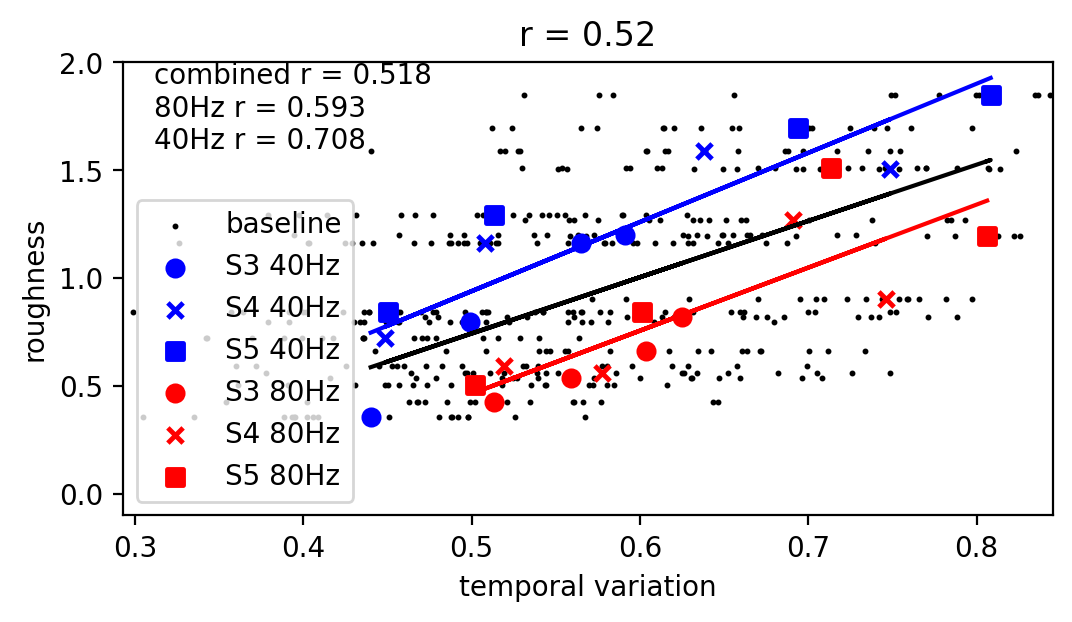 r = 0.52
combined r = 0.518
80Hz r = 0.593
40Hz r = 0.708
baseline
S3 40Hz
S4 40Hz
S5 40Hz
S3 80Hz
S4 80Hz
S5 80Hz
roughness
2.0
1.5
1.0
0.5
0.0
0.3 0.4 0.5 0.6 0.7 0.8
temporal variation